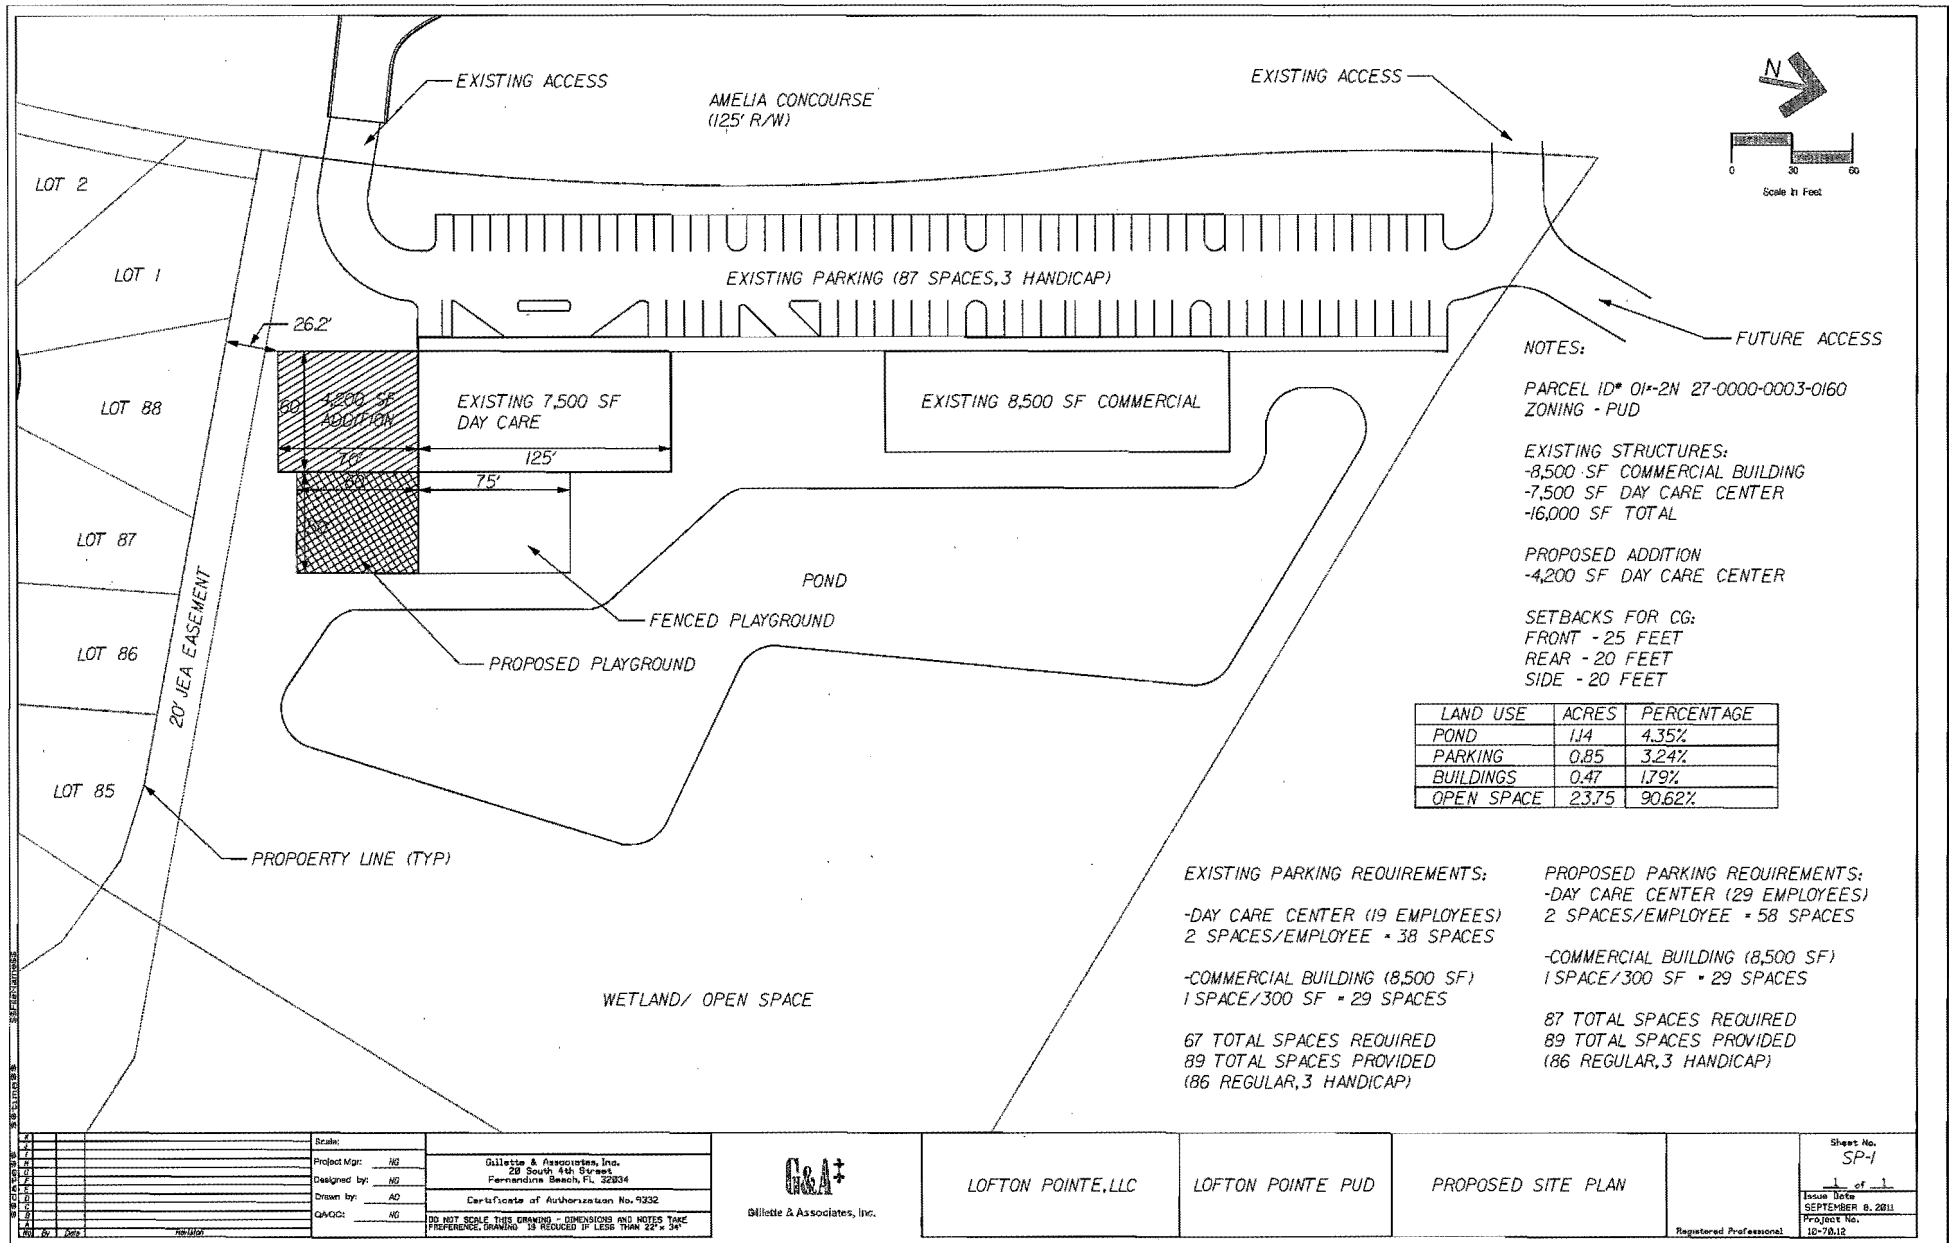 EXISTING ACCESS
AMELIA CONCOURSE
(125' R/W)
EXISTING ACCESS
N
0 30 60
Scale In Feet
LOT 2
LOT 1
EXISTING PARKING (87 SPACES, 3 HANDICAP)
26.2'
FUTURE ACCESS
LOT 88
60'
4,200 SF
ADDITION
70'
EXISTING 7,500 SF
DAY CARE
125'
EXISTING 8,500 SF COMMERCIAL
75'
LOT 87
20' JEA EASEMENT
POND
FENCED PLAYGROUND
PROPOSED PLAYGROUND
LOT 86
LOT 85
PROPOERTY LINE (TYP)
WETLAND/ OPEN SPACE
NOTES:
ZONING - PUD
EXISTING STRUCTURES:
-8,500 SF COMMERCIAL BUILDING
-7,500 SF DAY CARE CENTER
-16,000 SF TOTAL
PROPOSED ADDITION
-4,200 SF DAY CARE CENTER
SETBACKS FOR CG:
FRONT - 25 FEET
REAR - 20 FEET
SIDE - 20 FEET
LAND USE ACRES PERCENTAGE
POND 1.14 4.35%
PARKING 0.85 3.24%
BUILDINGS 0.47 1.79%
OPEN SPACE 23.75 90.62%
EXISTING PARKING REQUIREMENTS:
-DAY CARE CENTER (19 EMPLOYEES)
2 SPACES/EMPLOYEE = 38 SPACES
-COMMERCIAL BUILDING (8,500 SF)
1 SPACE/300 SF = 29 SPACES
67 TOTAL SPACES REQUIRED
89 TOTAL SPACES PROVIDED
(86 REGULAR, 3 HANDICAP)
PROPOSED PARKING REQUIREMENTS:
-DAY CARE CENTER (29 EMPLOYEES)
2 SPACES/EMPLOYEE = 58 SPACES
-COMMERCIAL BUILDING (8,500 SF)
1 SPACE/300 SF = 29 SPACES
87 TOTAL SPACES REQUIRED
89 TOTAL SPACES PROVIDED
(86 REGULAR, 3 HANDICAP)
No By Date Revision
Scale:
Project Mgr: NG
Designed by: NG
Drawn by: AD
QA/QC: NG
Gillette & Associates, Inc.
20 South 4th Street
Fernandina Beach, FL 32034
Certificate of Authorization No. 9332
DO NOT SCALE THIS DRAWING - DIMENSIONS AND NOTES TAKE
PREFERENCE. DRAWING IS REDUCED IF LESS THAN 22" x 34"
G&A
Gillette & Associates, Inc.
LOFTON POINTE, LLC
LOFTON POINTE PUD
PROPOSED SITE PLAN
Registered Professional
Sheet No.
SP-1
1 of 1
Issue Date
SEPTEMBER 8, 2011
Project No.
10-70.12